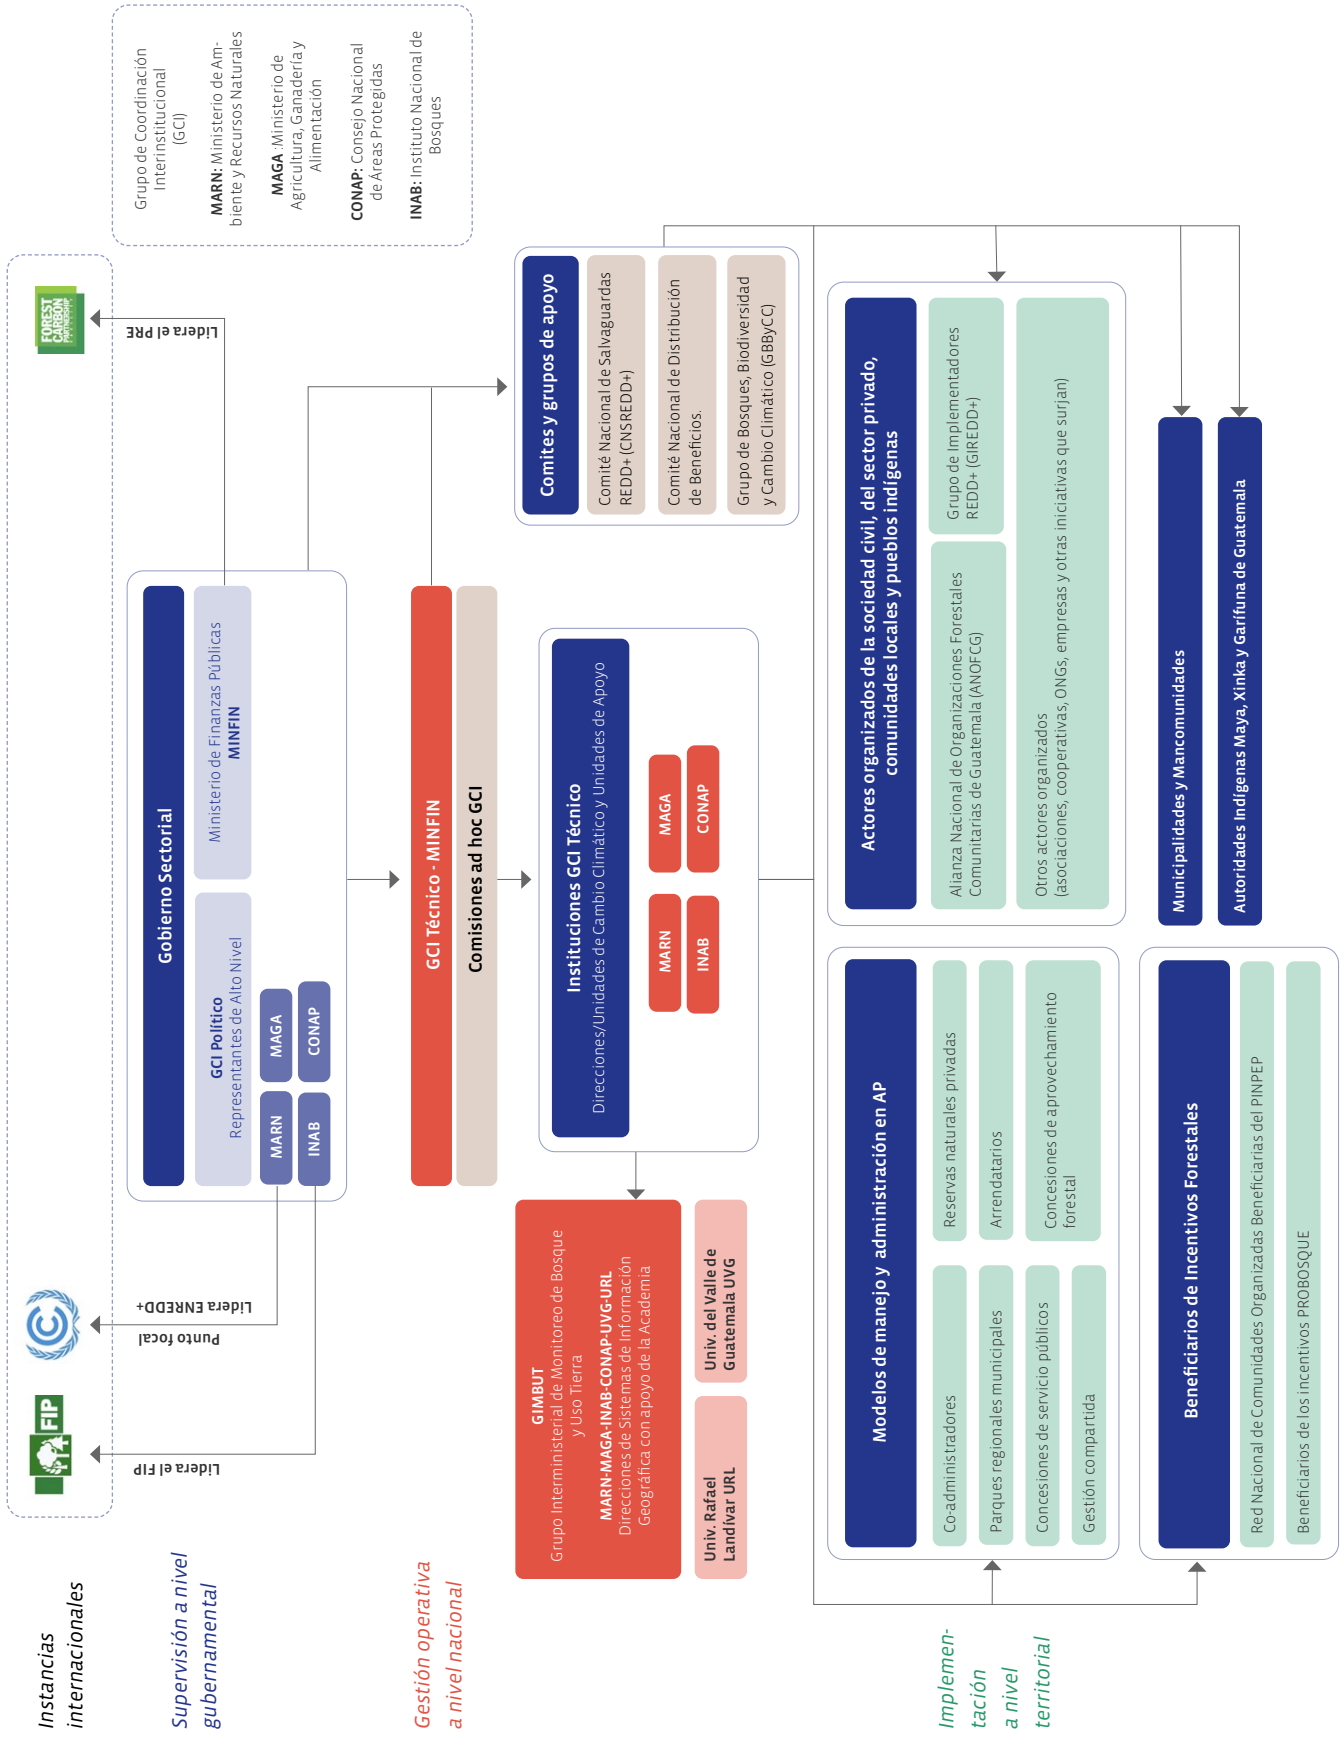 Instancias
internacionales
FIP
FOREST
CARBON
PARTNERSHIP
Lidera el FIP
Punto focal
Lidera ENREDD+
Lidera el PRE
Grupo de Coordinación
Interinstitucional
(GCI)
MARN: Ministerio de Am-
biente y Recursos Naturales
MAGA :Ministerio de
Agricultura, Ganadería y
Alimentación
CONAP: Consejo Nacional
de Áreas Protegidas
INAB: Instituto Nacional de
Bosques
Supervisión a nivel
gubernamental
Gobierno Sectorial
GCI Político
Representantes de Alto Nivel
MARN
MAGA
INAB
CONAP
Ministerio de Finanzas Públicas
MINFIN
Gestión operativa
a nivel nacional
GCI Técnico - MINFIN
Comisiones ad hoc GCI
Comites y grupos de apoyo
Comité Nacional de Salvaguardas
REDD+ (CNSREDD+)
Comité Nacional de Distribución
de Beneficios.
Grupo de Bosques, Biodiversidad
y Cambio Climático (GBByCC)
Instituciones GCI Técnico
Direcciones/Unidades de Cambio Climático y Unidades de Apoyo
MARN
MAGA
INAB
CONAP
GIMBUT
Grupo Interministerial de Monitoreo de Bosque
y Uso Tierra
MARN-MAGA-INAB-CONAP-UVG-URL
Direcciones de Sistemas de Información
Geográfica con apoyo de la Academia
Univ. Rafael
Landívar URL
Univ. del Valle de
Guatemala UVG
Implemen-
tación
a nivel
territorial
Modelos de manejo y administración en AP
Co-administradores
Reservas naturales privadas
Parques regionales municipales
Arrendatarios
Concesiones de servicio públicos
Concesiones de aprovechamiento
forestal
Gestión compartida
Actores organizados de la sociedad civil, del sector privado,
comunidades locales y pueblos indígenas
Alianza Nacional de Organizaciones Forestales
Comunitarias de Guatemala (ANOFCG)
Grupo de Implementadores
REDD+ (GIREDD+)
Otros actores organizados
(asociaciones, cooperativas, ONGs, empresas y otras iniciativas que surjan)
Beneficiarios de Incentivos Forestales
Red Nacional de Comunidades Organizadas Beneficiarias del PINPEP
Beneficiarios de los incentivos PROBOSQUE
Municipalidades y Mancomunidades
Autoridades Indígenas Maya, Xinka y Garífuna de Guatemala